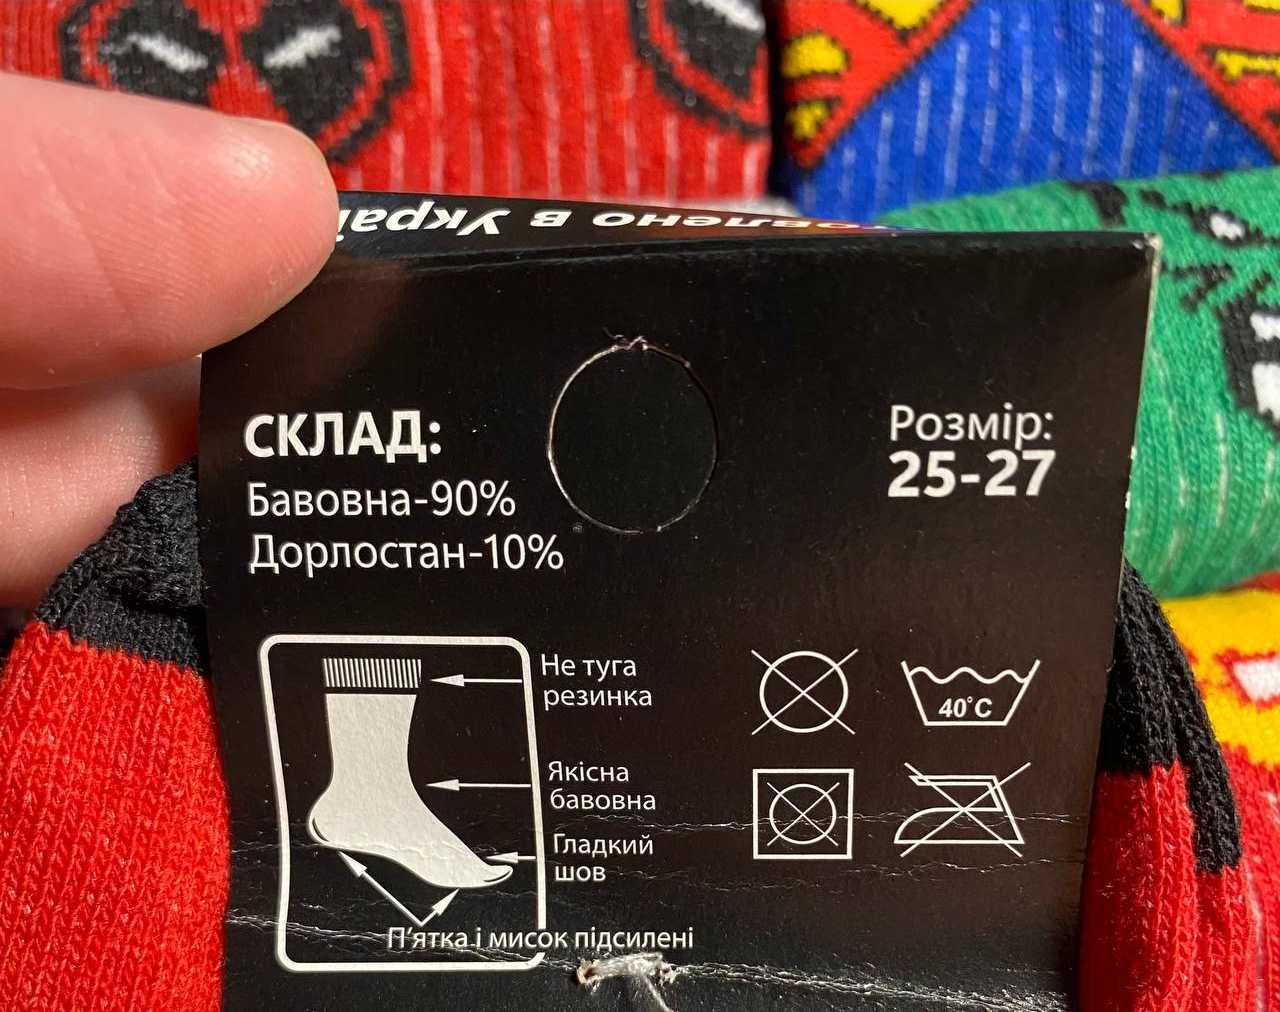 в Украї
СКЛАД:
Бавовна-90%
Дорлостан-10%
Розмір:
25-27
Не туга
резинка
Якісна
бавовна
Гладкий
шов
П'ятка і мисок підсилені
40°C